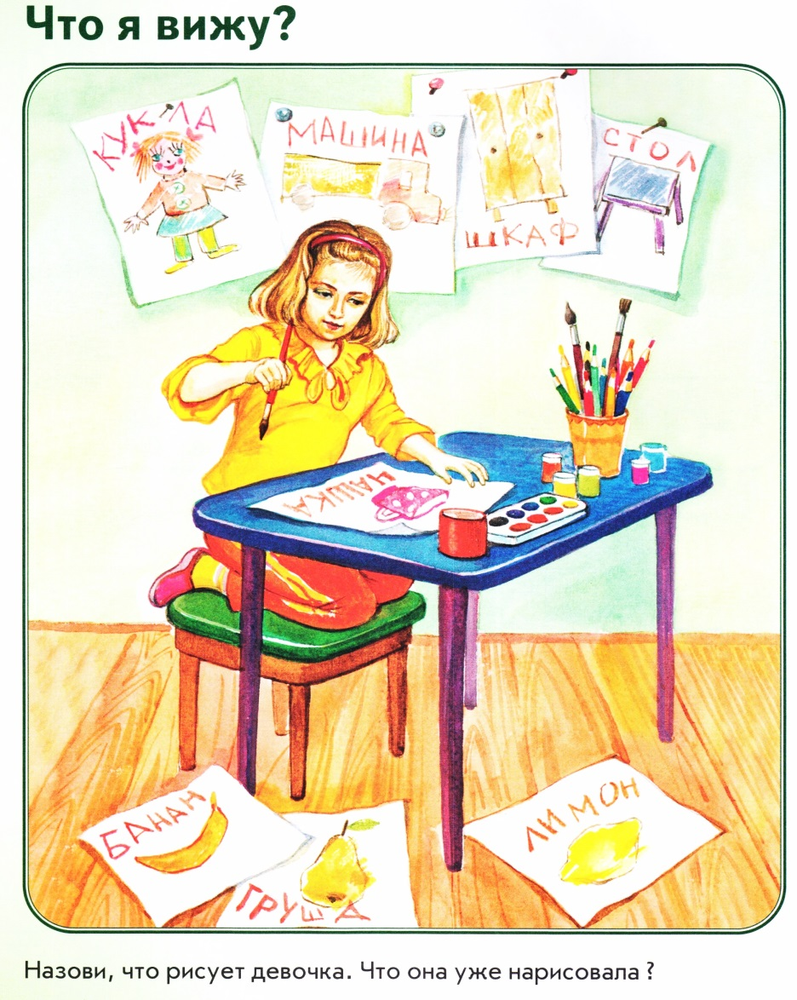 Что я вижу?
КУКЛА
МАШИНА
ШКАФ
СТОЛ
ЧАШКА
БАНАН
ГРУША
ЛИМОН
Назови, что рисует девочка. Что она уже нарисовала ?